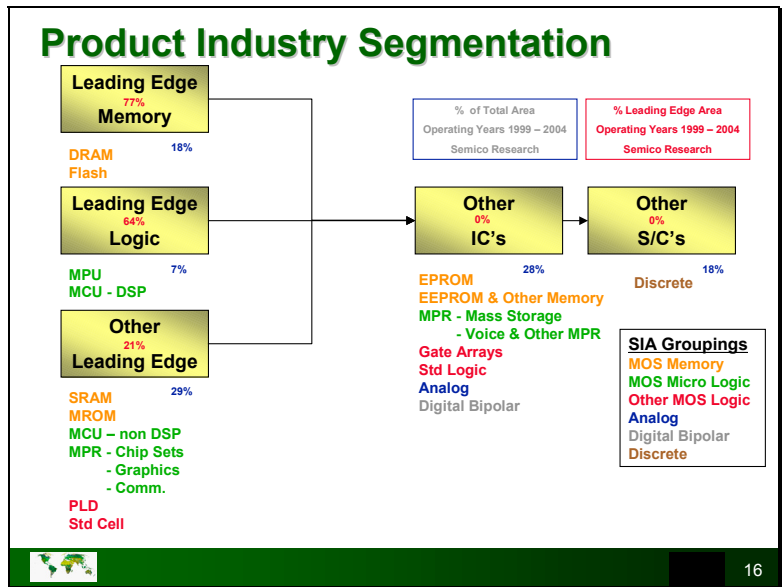 Product Industry Segmentation
Leading Edge
77%
Memory
18%
DRAM
Flash
Leading Edge
64%
Logic
7%
MPU
MCU - DSP
Other
21%
Leading Edge
29%
SRAM
MROM
MCU – non DSP
MPR - Chip Sets
- Graphics
- Comm.
PLD
Std Cell
% of Total Area
Operating Years 1999 – 2004
Semico Research
% Leading Edge Area
Operating Years 1999 – 2004
Semico Research
Other
0%
IC's
28%
EPROM
EEPROM & Other Memory
MPR - Mass Storage
- Voice & Other MPR
Gate Arrays
Std Logic
Analog
Digital Bipolar
Other
0%
S/C's
18%
Discrete
SIA Groupings
MOS Memory
MOS Micro Logic
Other MOS Logic
Analog
Digital Bipolar
Discrete
16